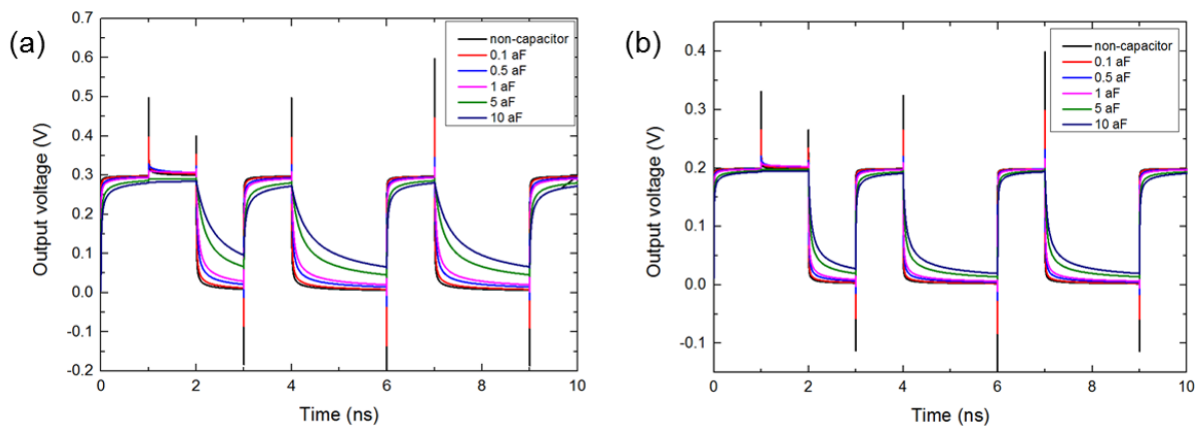 (a)
Output voltage (V)
0.7
0.6
0.5
0.4
0.3
0.2
0.1
0.0
-0.1
-0.2
0
2
4
6
8
10
Time (ns)
non-capacitor
0.1 aF
0.5 aF
1 aF
5 aF
10 aF
(b)
Output voltage (V)
0.4
0.3
0.2
0.1
0.0
-0.1
0
2
4
6
8
10
Time (ns)
non-capacitor
0.1 aF
0.5 aF
1 aF
5 aF
10 aF